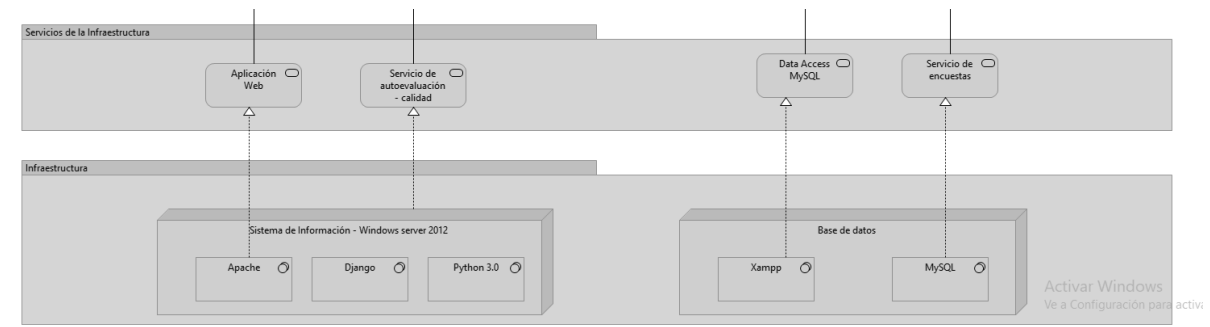 Servicios de la Infraestructura
Aplicación
Web
Servicio de
autoevaluación
- calidad
Data Access
MySQL
Servicio de
encuestas
Infraestructura
Sistema de Información - Windows server 2012
Apache
Django
Python 3.0
Base de datos
Xampp
MySQL
Activar Windows
Ve a Configuración para activa